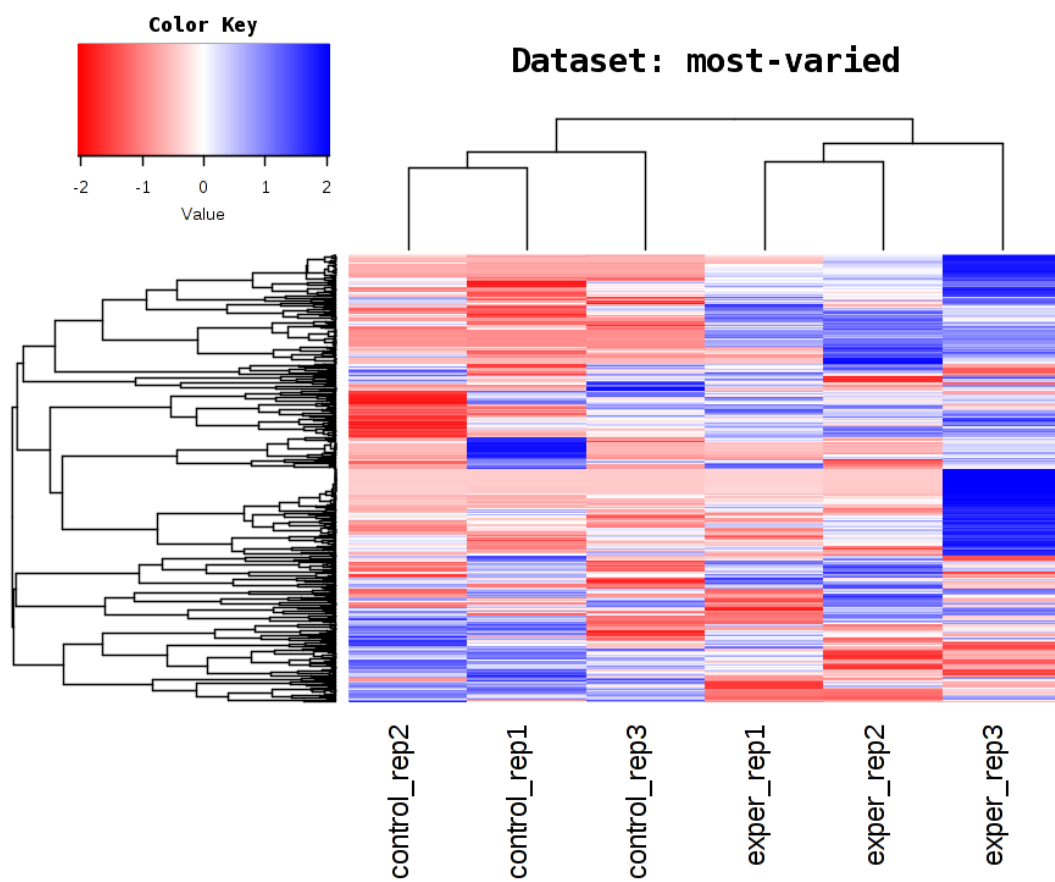 Color Key
-2 -1 0 1 2
Value
Dataset: most-varied
control_rep2
control_rep1
control_rep3
exper_rep1
exper_rep2
exper_rep3